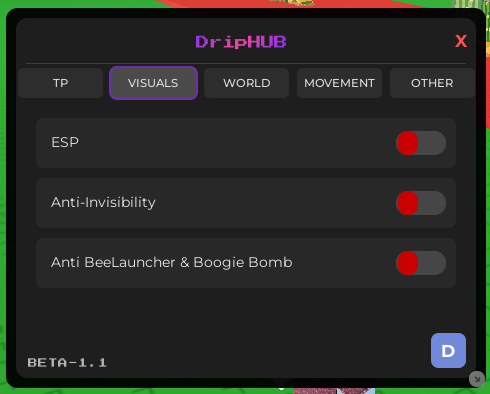 DripHUB
X
TP
VISUALS
WORLD
MOVEMENT
OTHER
ESP
Anti-Invisibility
Anti BeeLauncher & Boogie Bomb
D
BETA-1.1